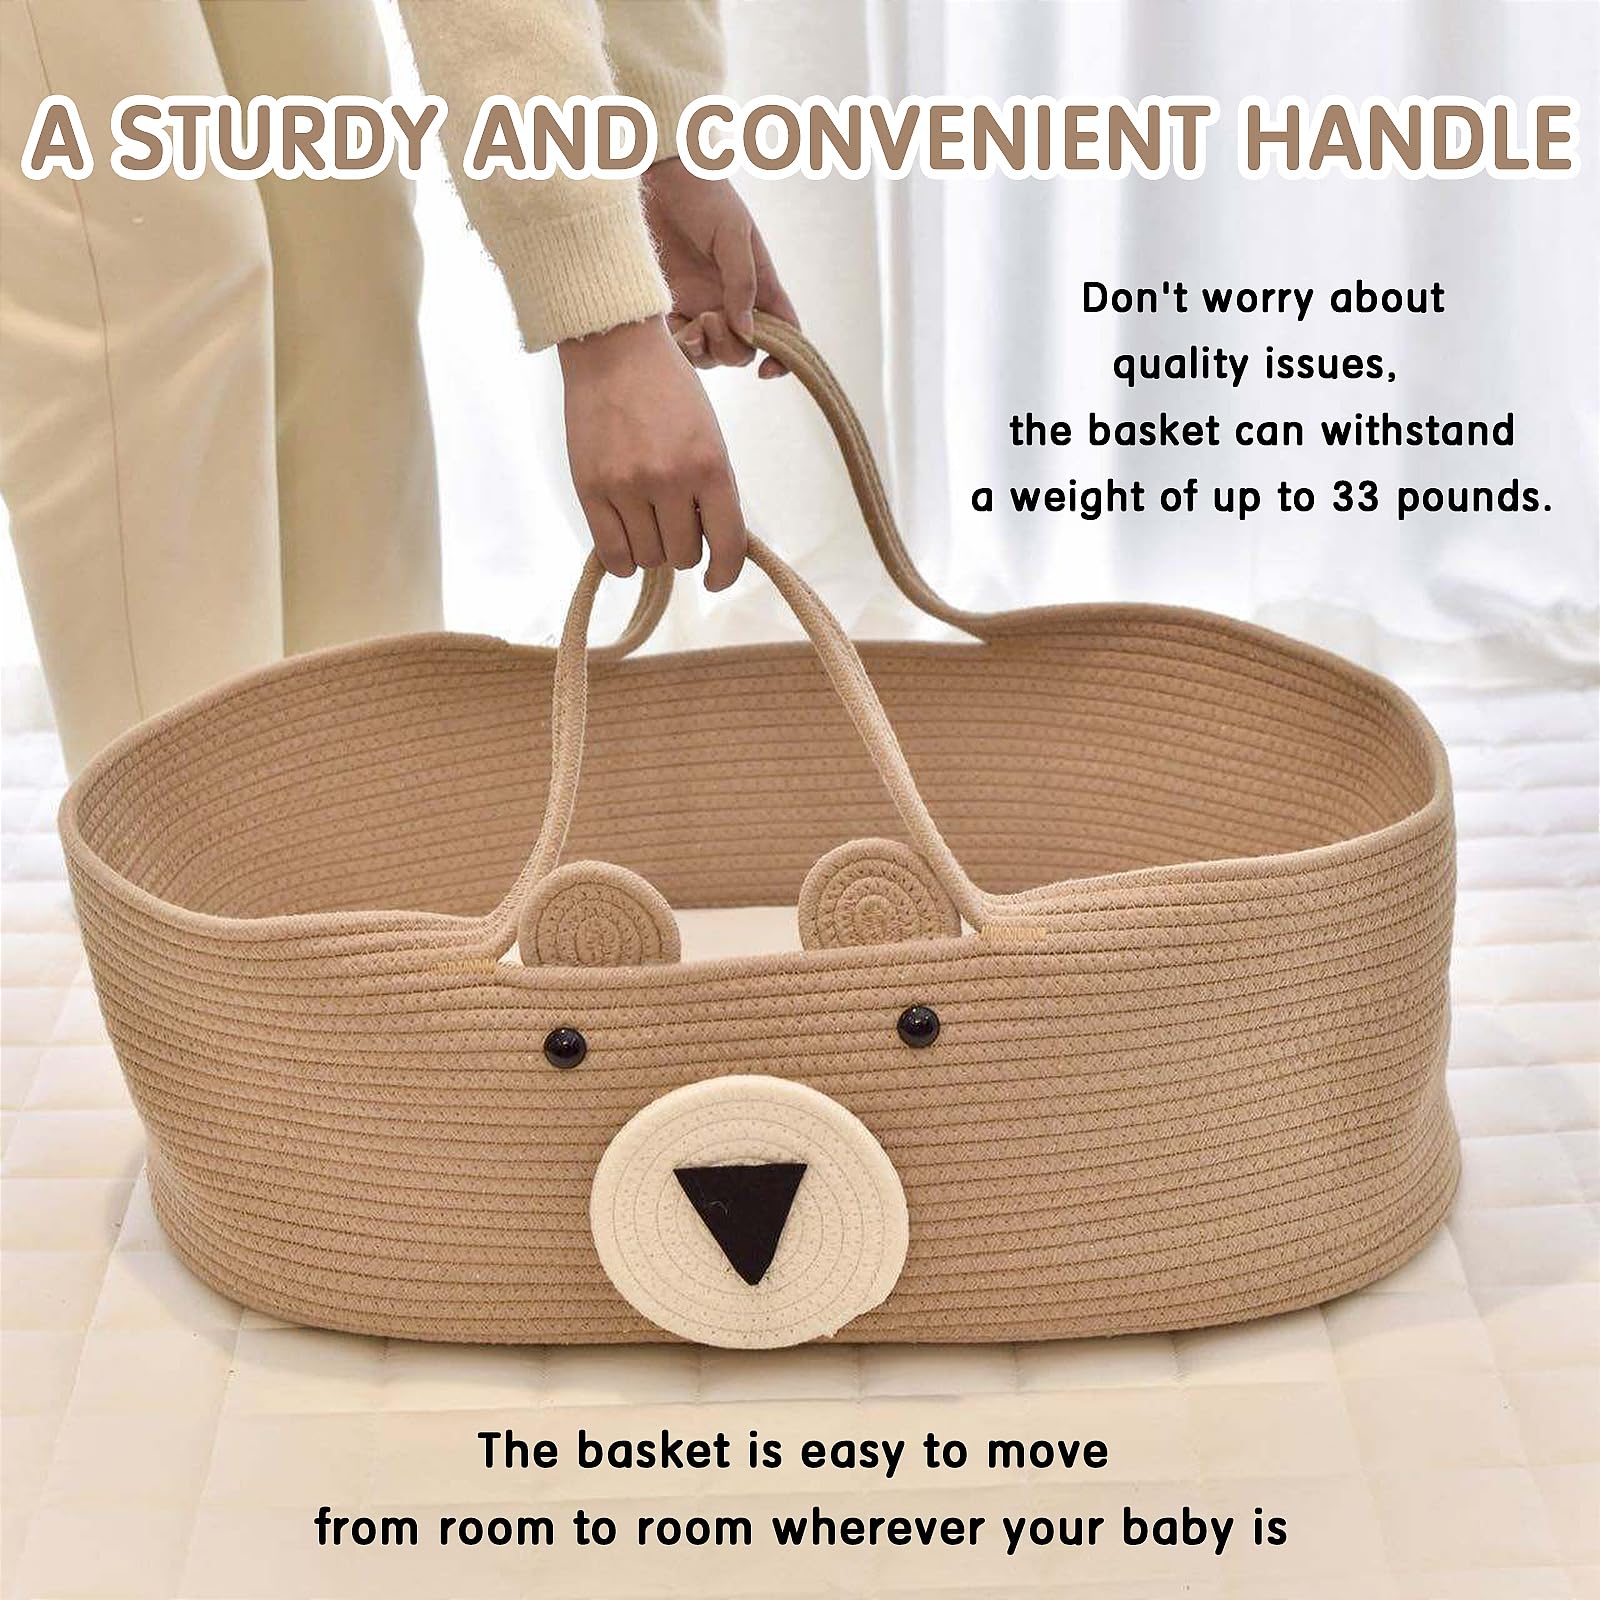 A STURDY AND CONVENIENT HANDLE
Don't worry about
quality issues,
the basket can withstand
a weight of up to 33 pounds.
The basket is easy to move
from room to room wherever your baby is